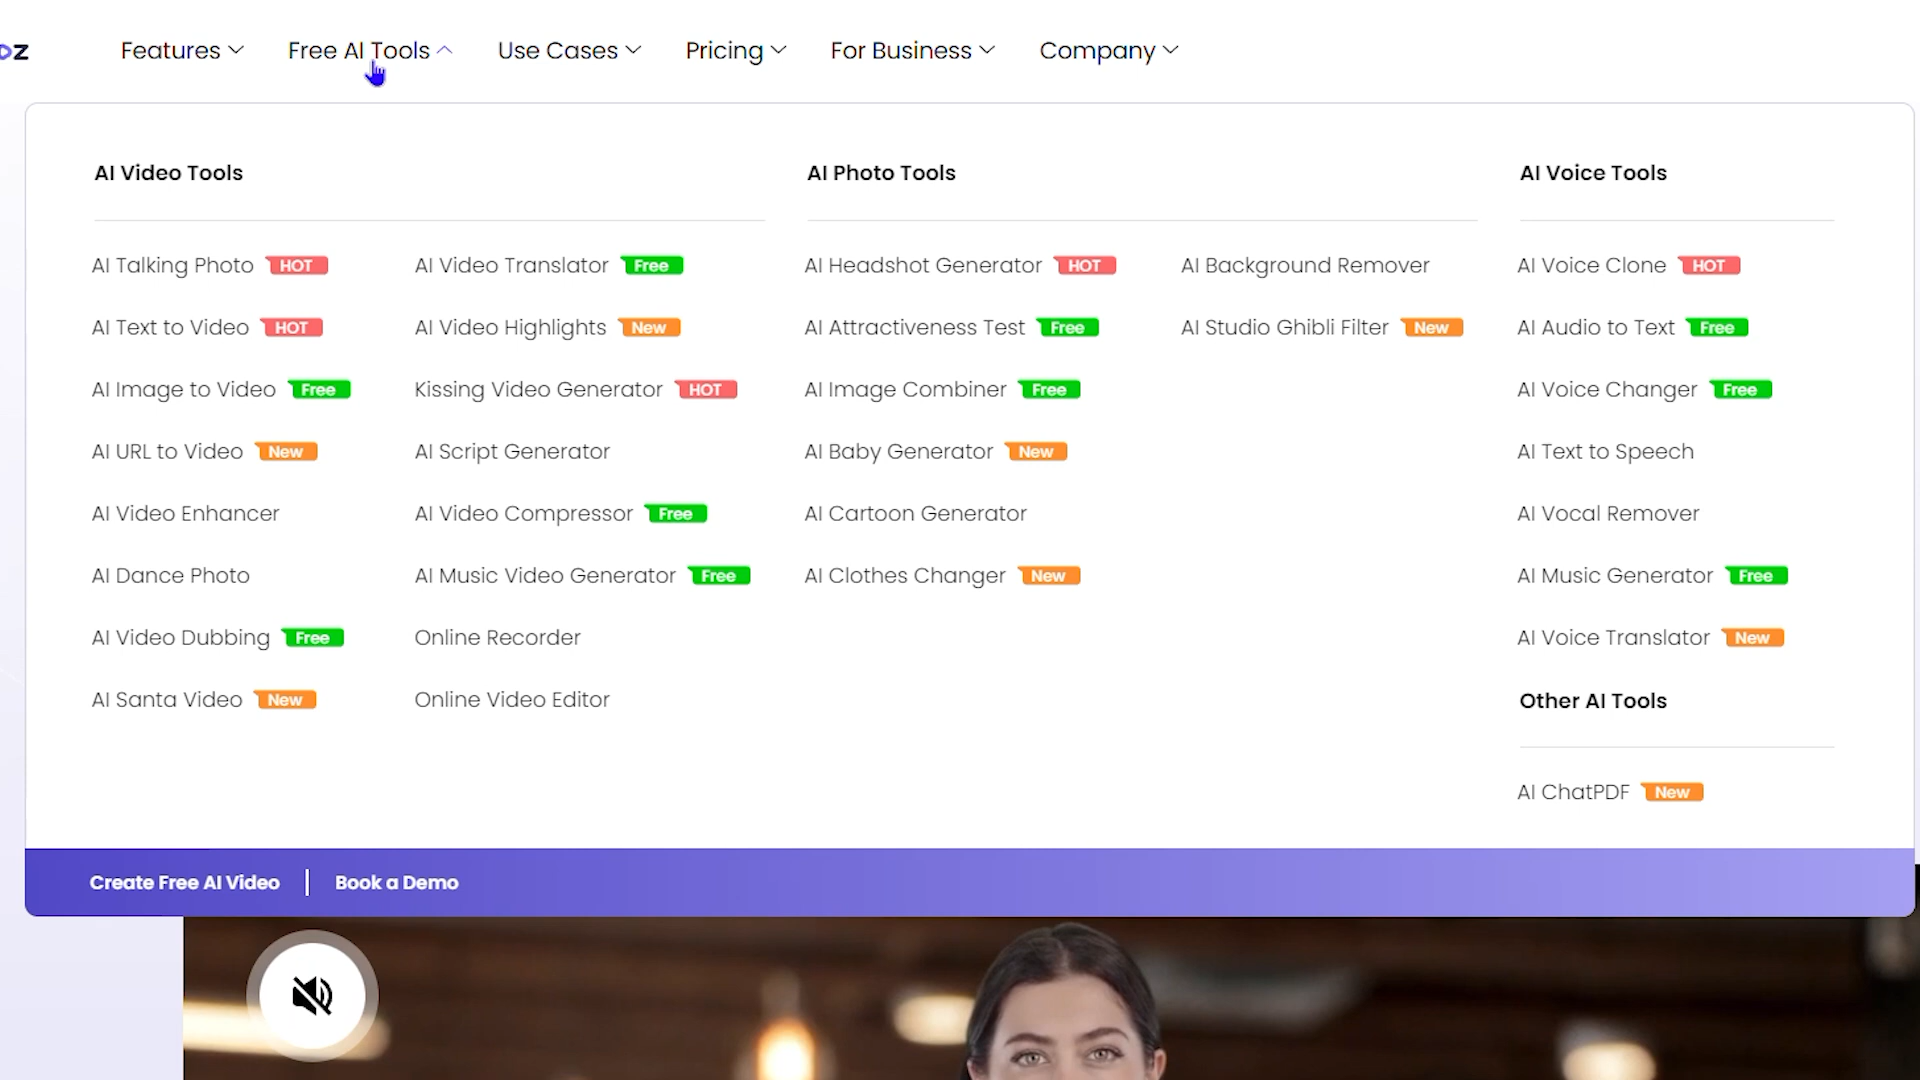 oz
Features
Free AI Tools
Use Cases
Pricing
For Business
Company
AI Video Tools
AI Talking Photo HOT
AI Text to Video HOT
AI Image to Video Free
AI URL to Video New
AI Video Enhancer
AI Dance Photo
AI Video Dubbing Free
AI Santa Video New
AI Video Translator Free
AI Video Highlights New
Kissing Video Generator HOT
AI Script Generator
AI Video Compressor Free
AI Music Video Generator Free
Online Recorder
Online Video Editor
AI Photo Tools
AI Headshot Generator HOT
AI Attractiveness Test Free
AI Image Combiner Free
AI Baby Generator New
AI Cartoon Generator
AI Clothes Changer New
AI Background Remover
AI Studio Ghibli Filter New
AI Voice Tools
AI Voice Clone HOT
AI Audio to Text Free
AI Voice Changer Free
AI Text to Speech
AI Vocal Remover
AI Music Generator Free
AI Voice Translator New
Other AI Tools
AI ChatPDF New
Create Free AI Video
Book a Demo